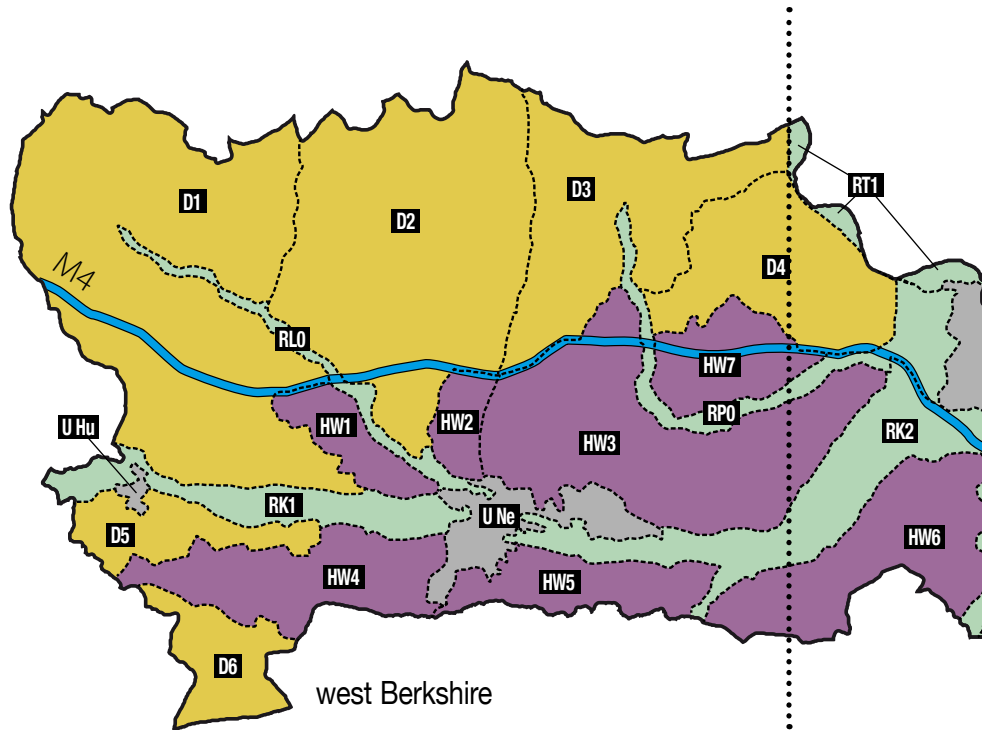 D1
D2
D3
RT1
M4
D4
RL0
HW7
RP0
U Hu
HW1
HW2
HW3
RK2
RK1
U Ne
D5
HW4
HW5
HW6
D6
west Berkshire